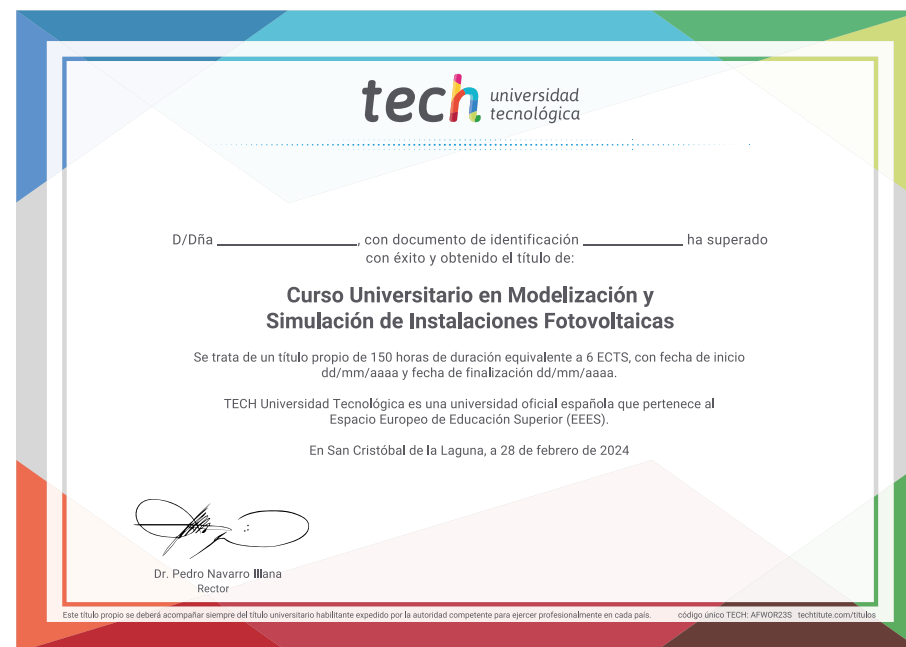 tech universidad
tecnológica
D/Dña ____________________, con documento de identificación ______________ ha superado
con éxito y obtenido el título de:
Curso Universitario en Modelización y
Simulación de Instalaciones Fotovoltaicas
Se trata de un título propio de 150 horas de duración equivalente a 6 ECTS, con fecha de inicio
dd/mm/aaaa y fecha de finalización dd/mm/aaaa.
TECH Universidad Tecnológica es una universidad oficial española que pertenece al
Espacio Europeo de Educación Superior (EEES).
En San Cristóbal de la Laguna, a 28 de febrero de 2024
Dr. Pedro Navarro Illana
Rector
Este título propio se deberá acompañar siempre del título universitario habilitante expedido por la autoridad competente para ejercer profesionalmente en cada país. código único TECH: AFWOR23S techtitute.com/titulos